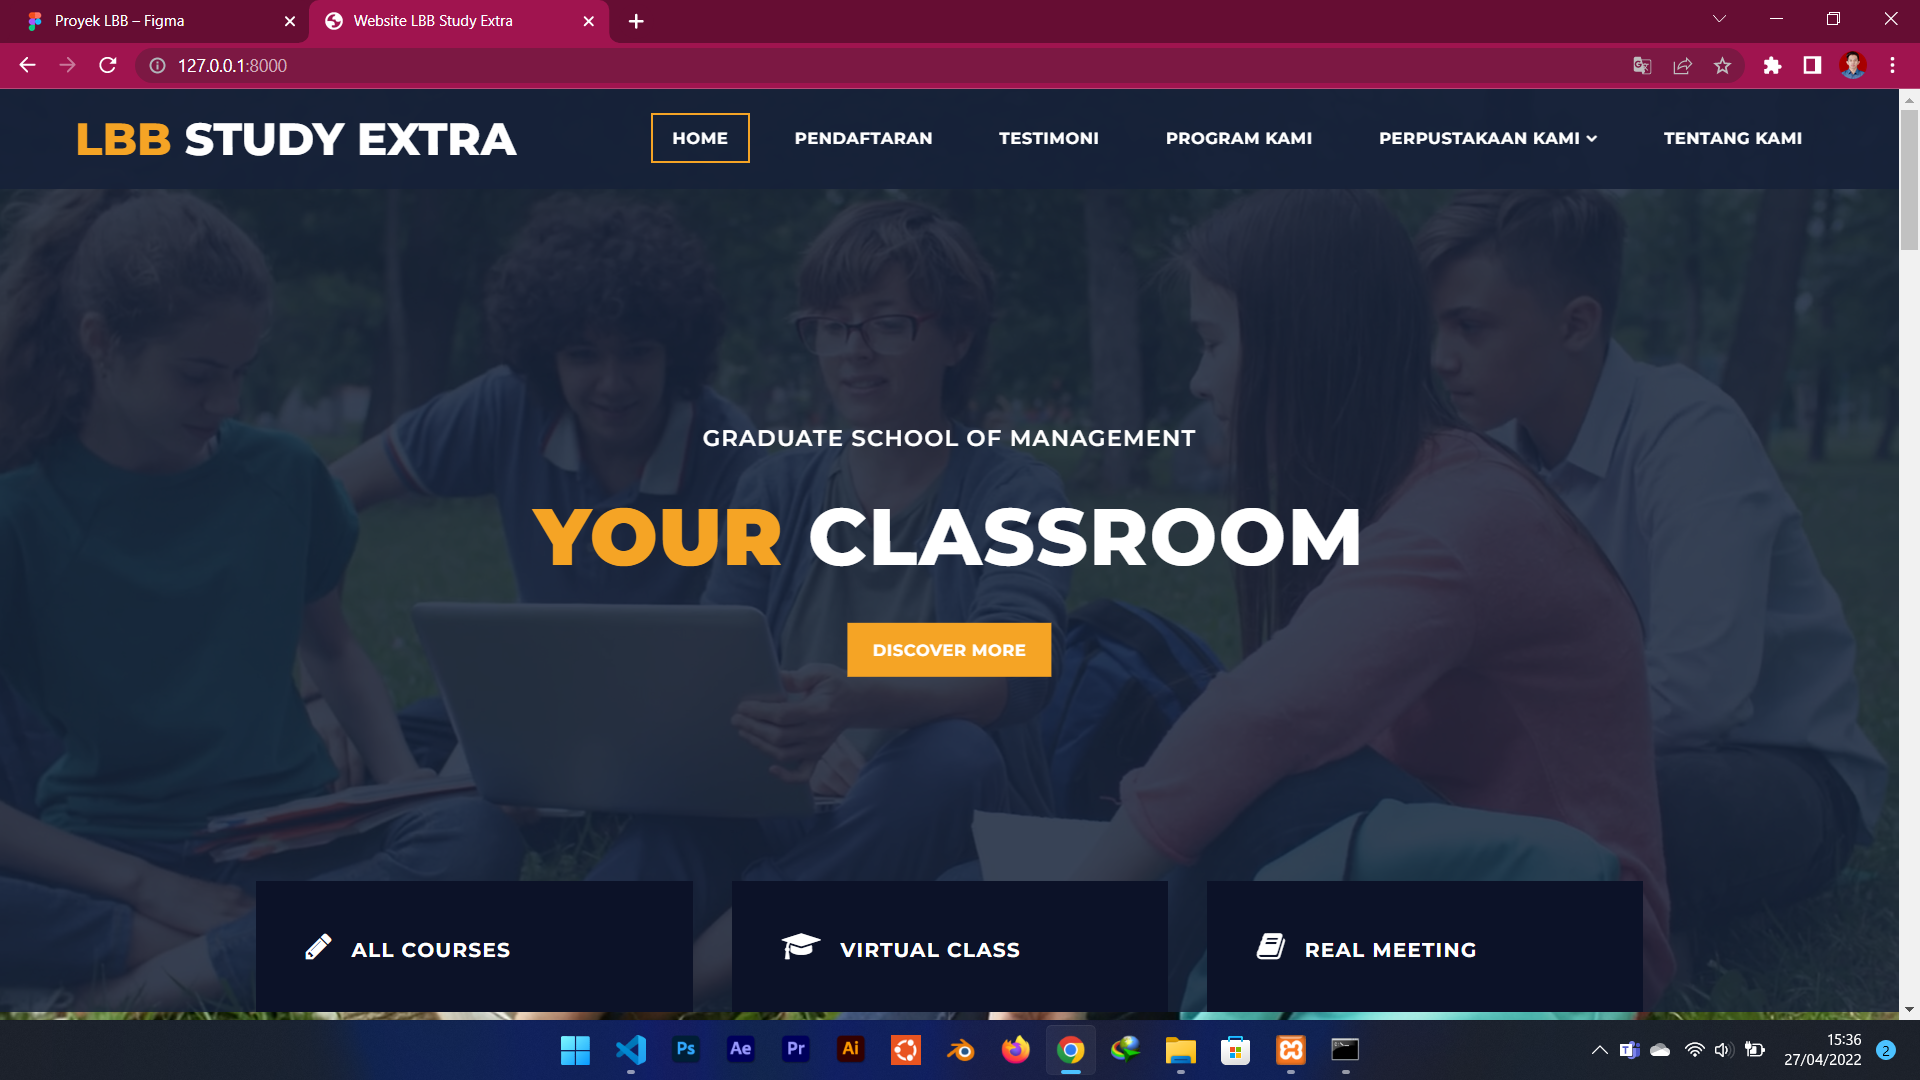 Proyek LBB – Figma
Website LBB Study Extra
127.0.0.1:8000
LBB STUDY EXTRA
HOME
PENDAFTARAN
TESTIMONI
PROGRAM KAMI
PERPUSTAKAAN KAMI
TENTANG KAMI
GRADUATE SCHOOL OF MANAGEMENT
YOUR CLASSROOM
DISCOVER MORE
ALL COURSES
VIRTUAL CLASS
REAL MEETING
Ps
Ae
Pr
Ai
15:36
27/04/2022
2